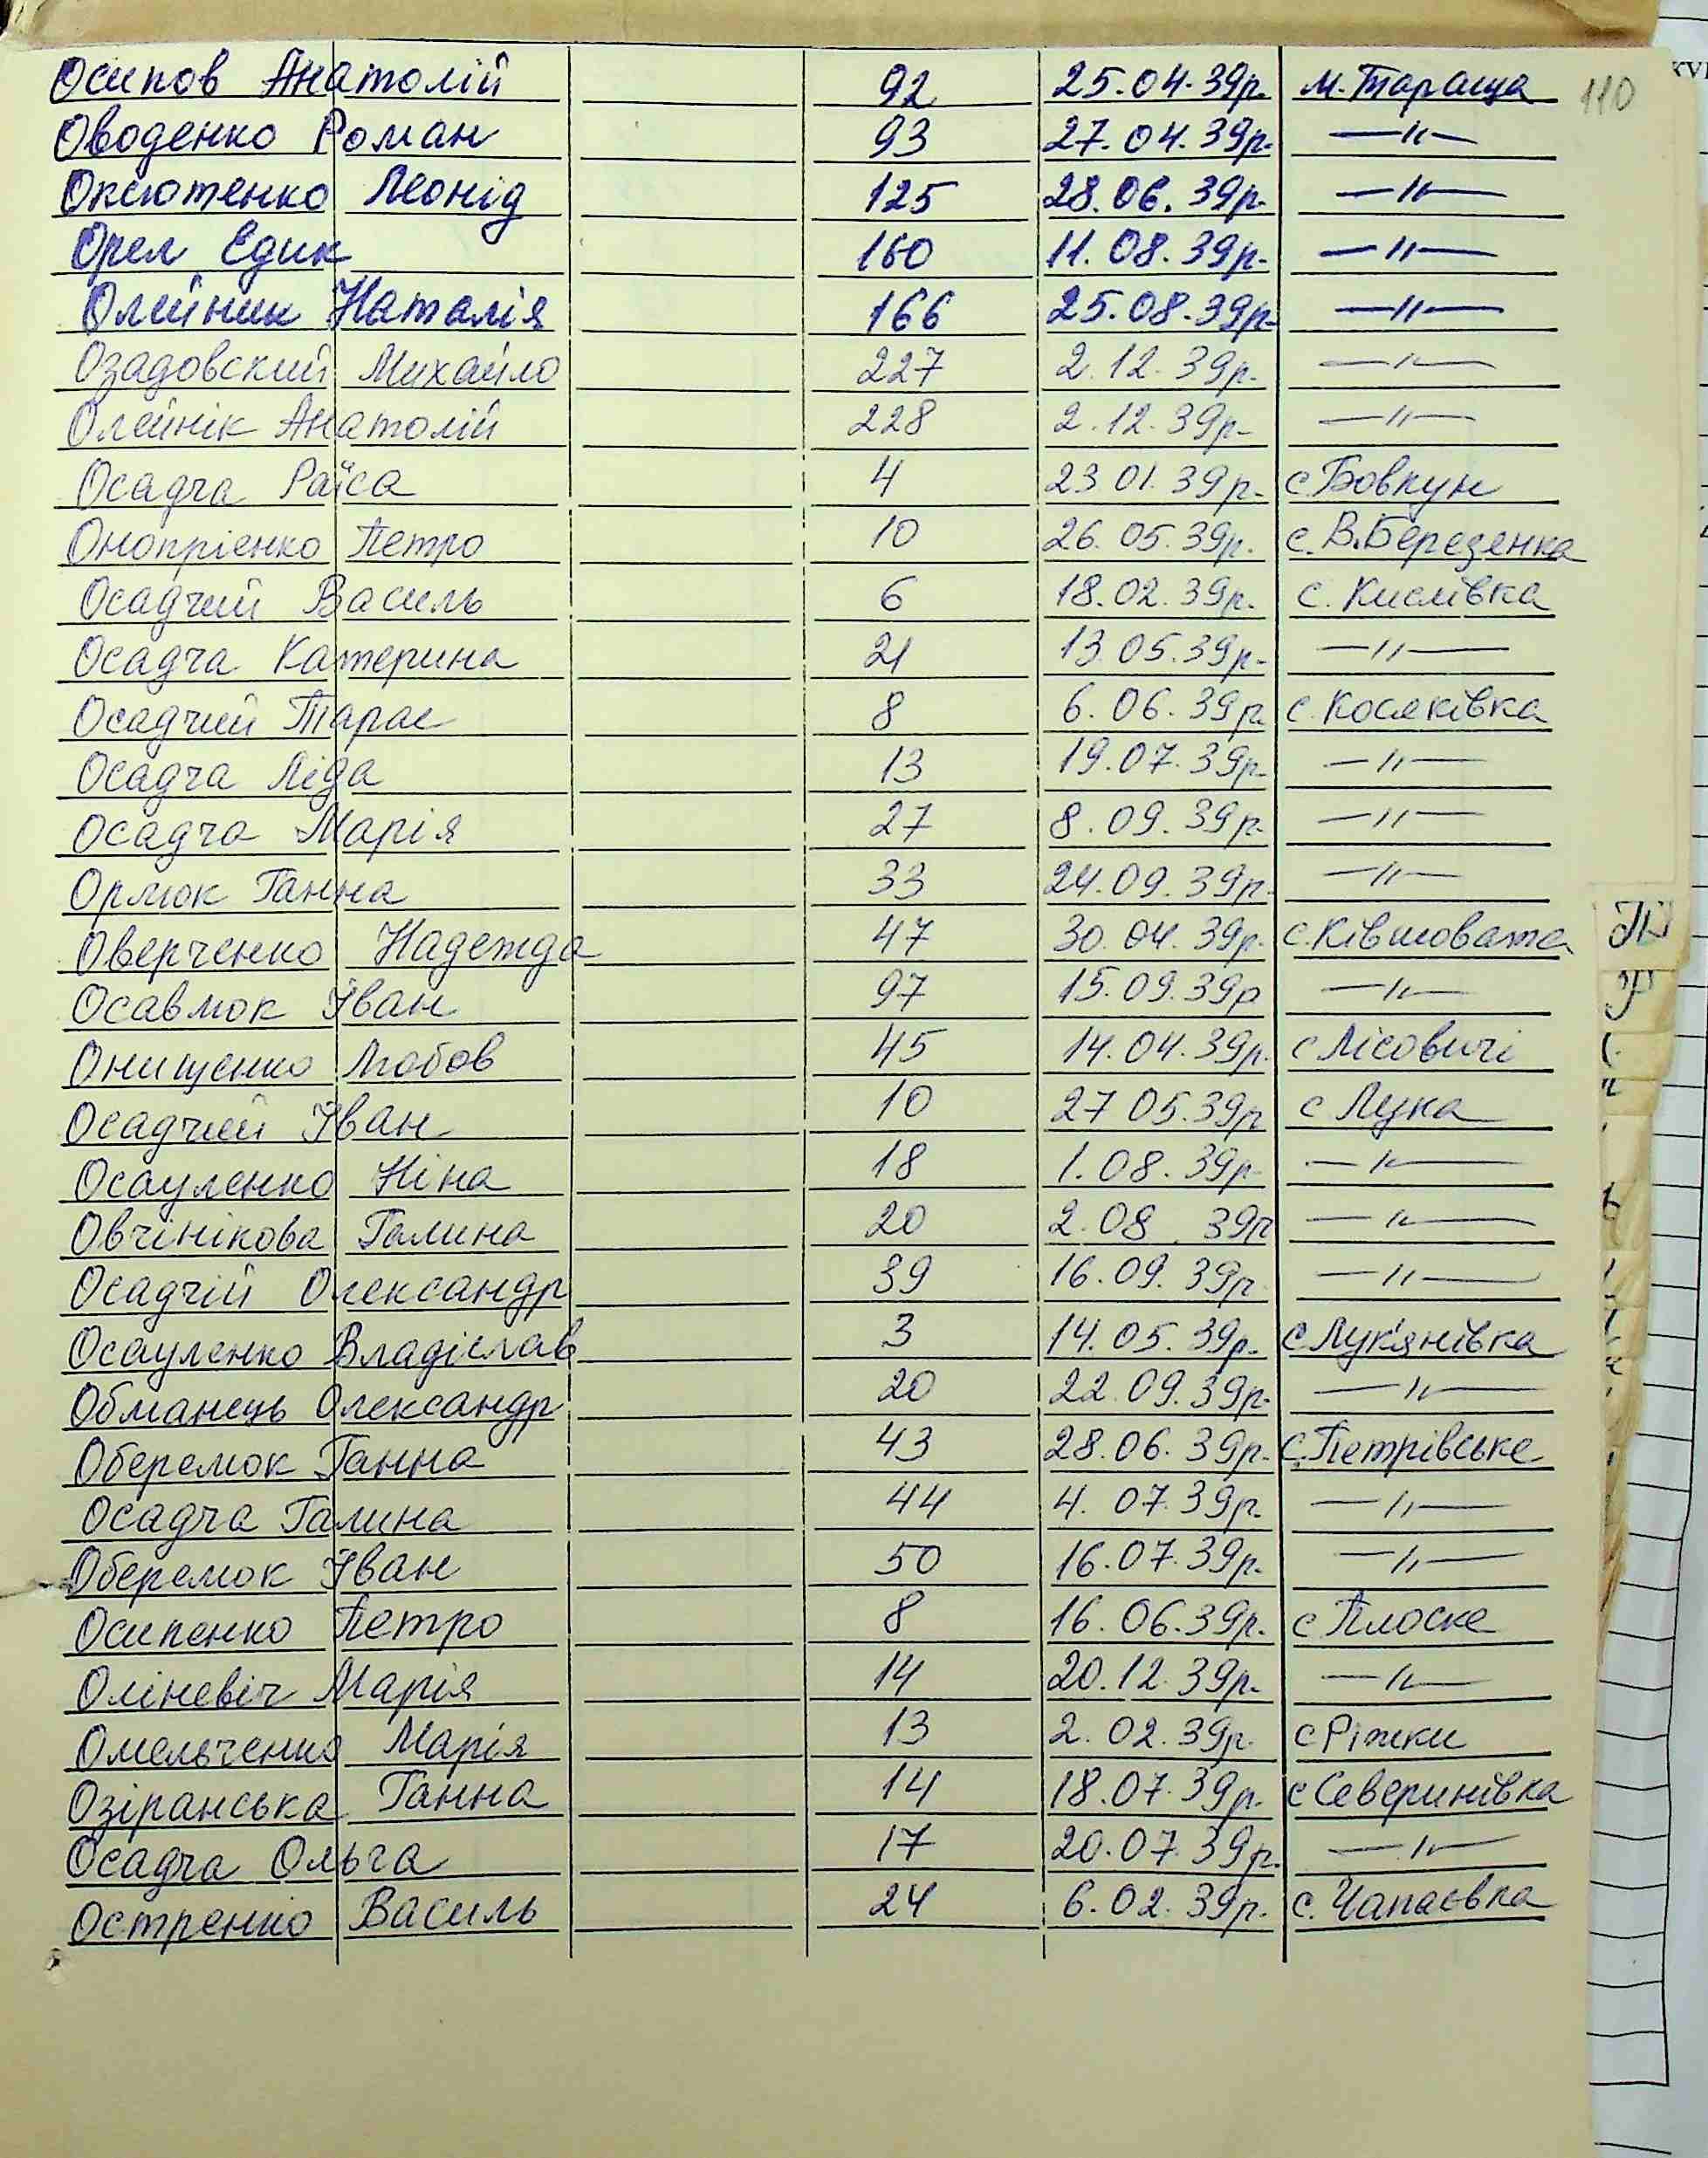 Осипов Анатолій 92 25.04.39р. м. Тараща 110
Оводенко Роман 93 27.04.39р. —"—
Оксютенко Леонід 125 28.06.39р. —"—
Орел Едик 160 11.08.39р. —"—
Олейник Наталія 166 25.08.39р. —"—
Озадовский Михайло 227 2.12.39р. —"—
Олейнік Анатолій 228 2.12.39р. —"—
Осадча Раїса 4 23.01.39р. с Бовкун
Онопрієнко Петро 10 26.05.39р. с. В.Березенка
Осадчий Василь 6 18.02.39р. с. Кислівка
Осадча Катерина 21 13.05.39р. —"—
Осадчий Тарас 8 6.06.39р. с. Косяківка
Осадча Ліда 13 19.07.39р. —"—
Осадча Марія 27 8.09.39р. —"—
Орлюк Ганна 33 24.09.39р. —"—
Оверченко Надежда 47 30.04.39р. с. Ківшовата
Осавлюк Іван 97 15.09.39р —"—
Онищенко Любов 45 14.04.39р. с Лісовичі
Осадчий Іван 10 27 05.39р с Лука
Осауленко Ніна 18 1.08.39р —"—
Овчінікова Галина 20 2.08.39р —"—
Осадчій Олександр 39 16.09.39р —"—
Осауленко Владіслав 3 14.05.39р. с Лук'янівка
Обманець Олександр 20 22.09.39р. —"—
Оберемок Ганна 43 28.06.39р. с. Петрівське
Осадча Галина 44 4.07.39р. —"—
Оберемок Іван 50 16.07.39р. —"—
Осипенко Петро 8 16.06.39р. с Плоске
Оліневіч Марія 14 20.12.39р. —"—
Омельченко Марія 13 2.02.39р. с Ріжки
Озіранська Ганна 14 18.07.39р. с Северинівка
Осадча Ольга 17 20.07.39р. —"—
Остренко Василь 24 6.02.39р. с. Чапаєвка